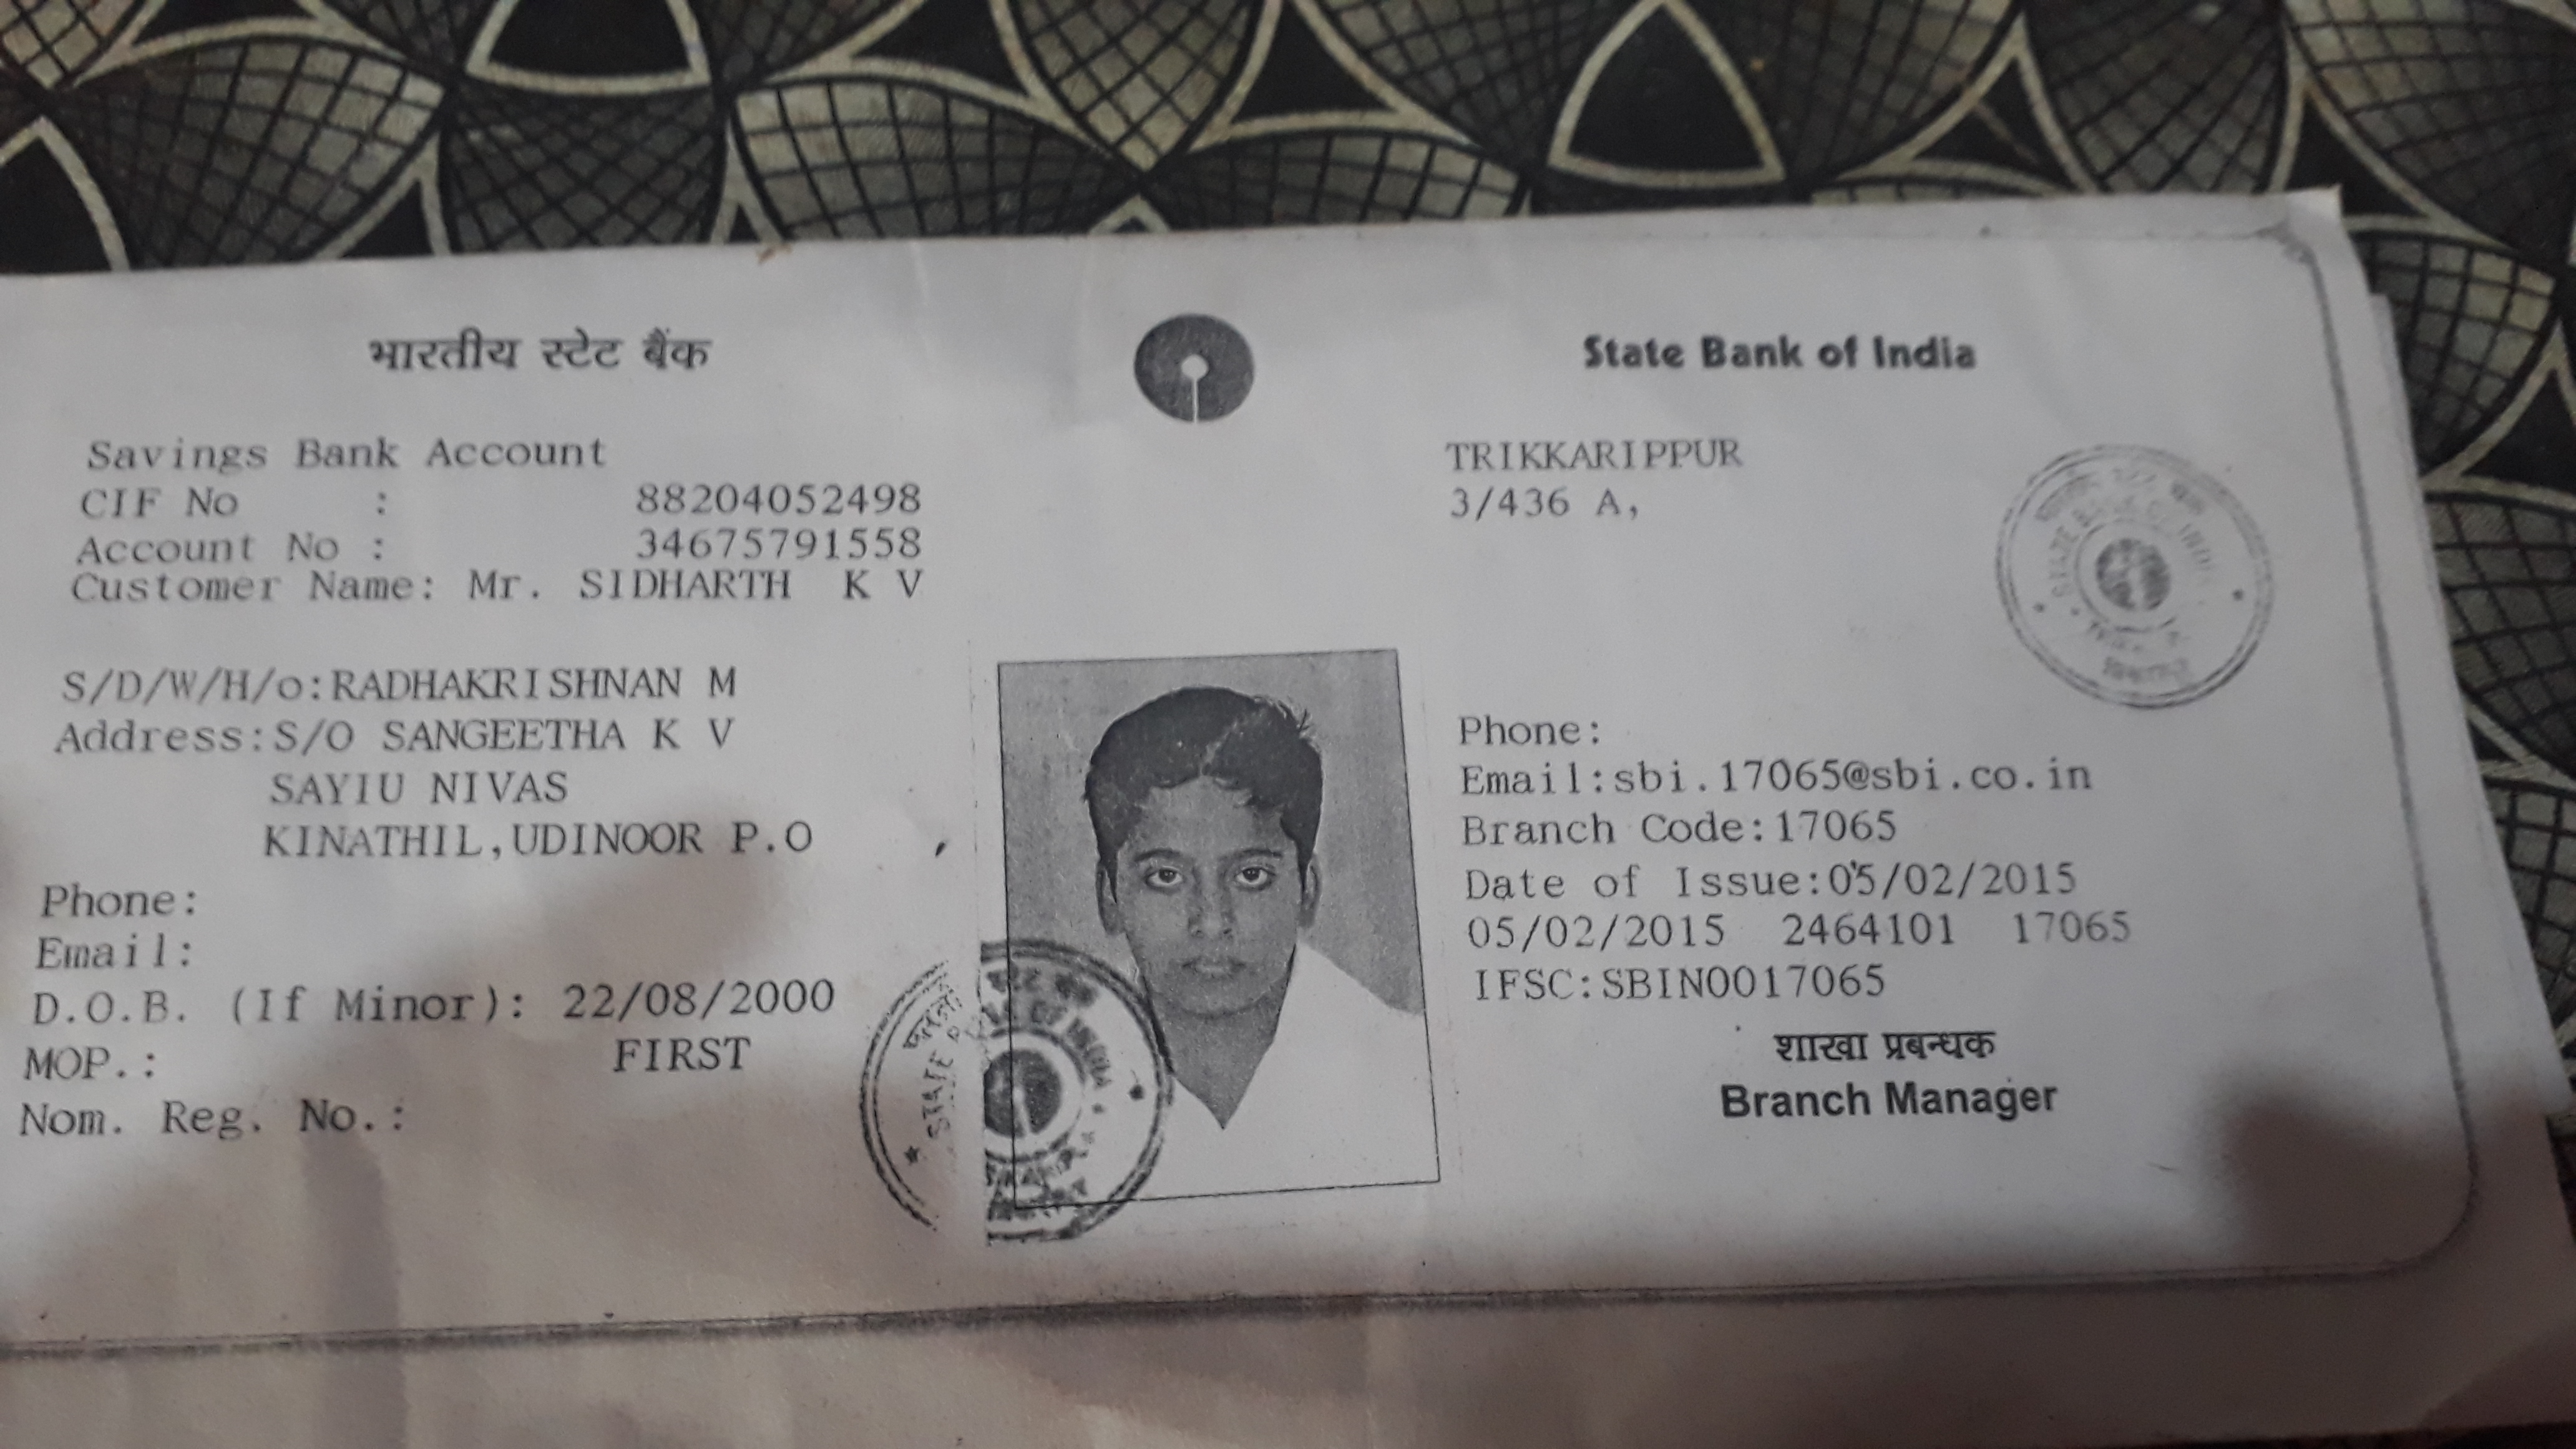 भारतीय स्टेट बैंक
State Bank of India
Savings Bank Account
CIF No : 88204052498
Account No : 34675791558
Customer Name: Mr. SIDHARTH K V
S/D/W/H/o:RADHAKRISHNAN M
Address:S/O SANGEETHA K V
SAYIU NIVAS
KINATHIL,UDINOOR P.O
Phone:
Email:
D.O.B. (If Minor): 22/08/2000
MOP.: FIRST
Nom. Reg. No.:
STATE
TRIKKARIPPUR
3/436 A,
Phone:
Email:sbi.17065@sbi.co.in
Branch Code:17065
Date of Issue:05/02/2015
05/02/2015 2464101 17065
IFSC:SBIN0017065
शाखा प्रबन्धक
Branch Manager